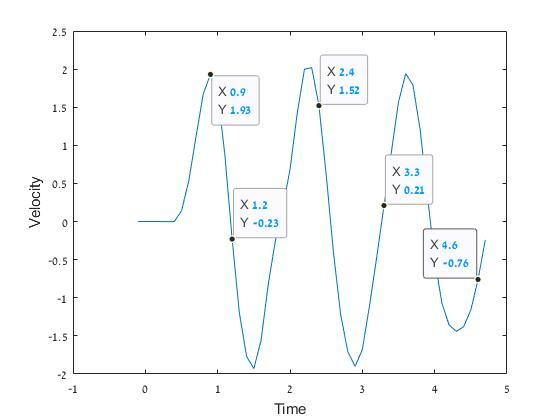 2.5
2
1.5
1
0.5
0
-0.5
-1
-1.5
-2
Velocity
X 0.9
Y 1.93
X 2.4
Y 1.52
X 1.2
Y -0.23
X 3.3
Y 0.21
X 4.6
Y -0.76
-1 0 1 2 3 4 5
Time